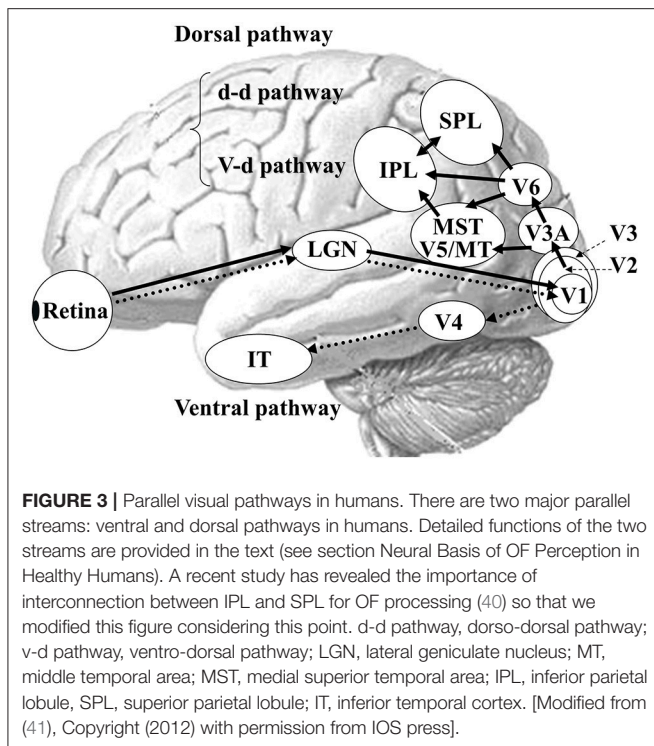 Dorsal pathway
d-d pathway
V-d pathway
SPL
IPL
V6
MST
V5/MT
V3A
V3
V2
V1
LGN
Retina
V4
IT
Ventral pathway
FIGURE 3 | Parallel visual pathways in humans. There are two major parallel
streams: ventral and dorsal pathways in humans. Detailed functions of the two
streams are provided in the text (see section Neural Basis of OF Perception in
Healthy Humans). A recent study has revealed the importance of
interconnection between IPL and SPL for OF processing (40) so that we
modified this figure considering this point. d-d pathway, dorso-dorsal pathway;
v-d pathway, ventro-dorsal pathway; LGN, lateral geniculate nucleus; MT,
middle temporal area; MST, medial superior temporal area; IPL, inferior parietal
lobule, SPL, superior parietal lobule; IT, inferior temporal cortex. [Modified from
(41), Copyright (2012) with permission from IOS press].